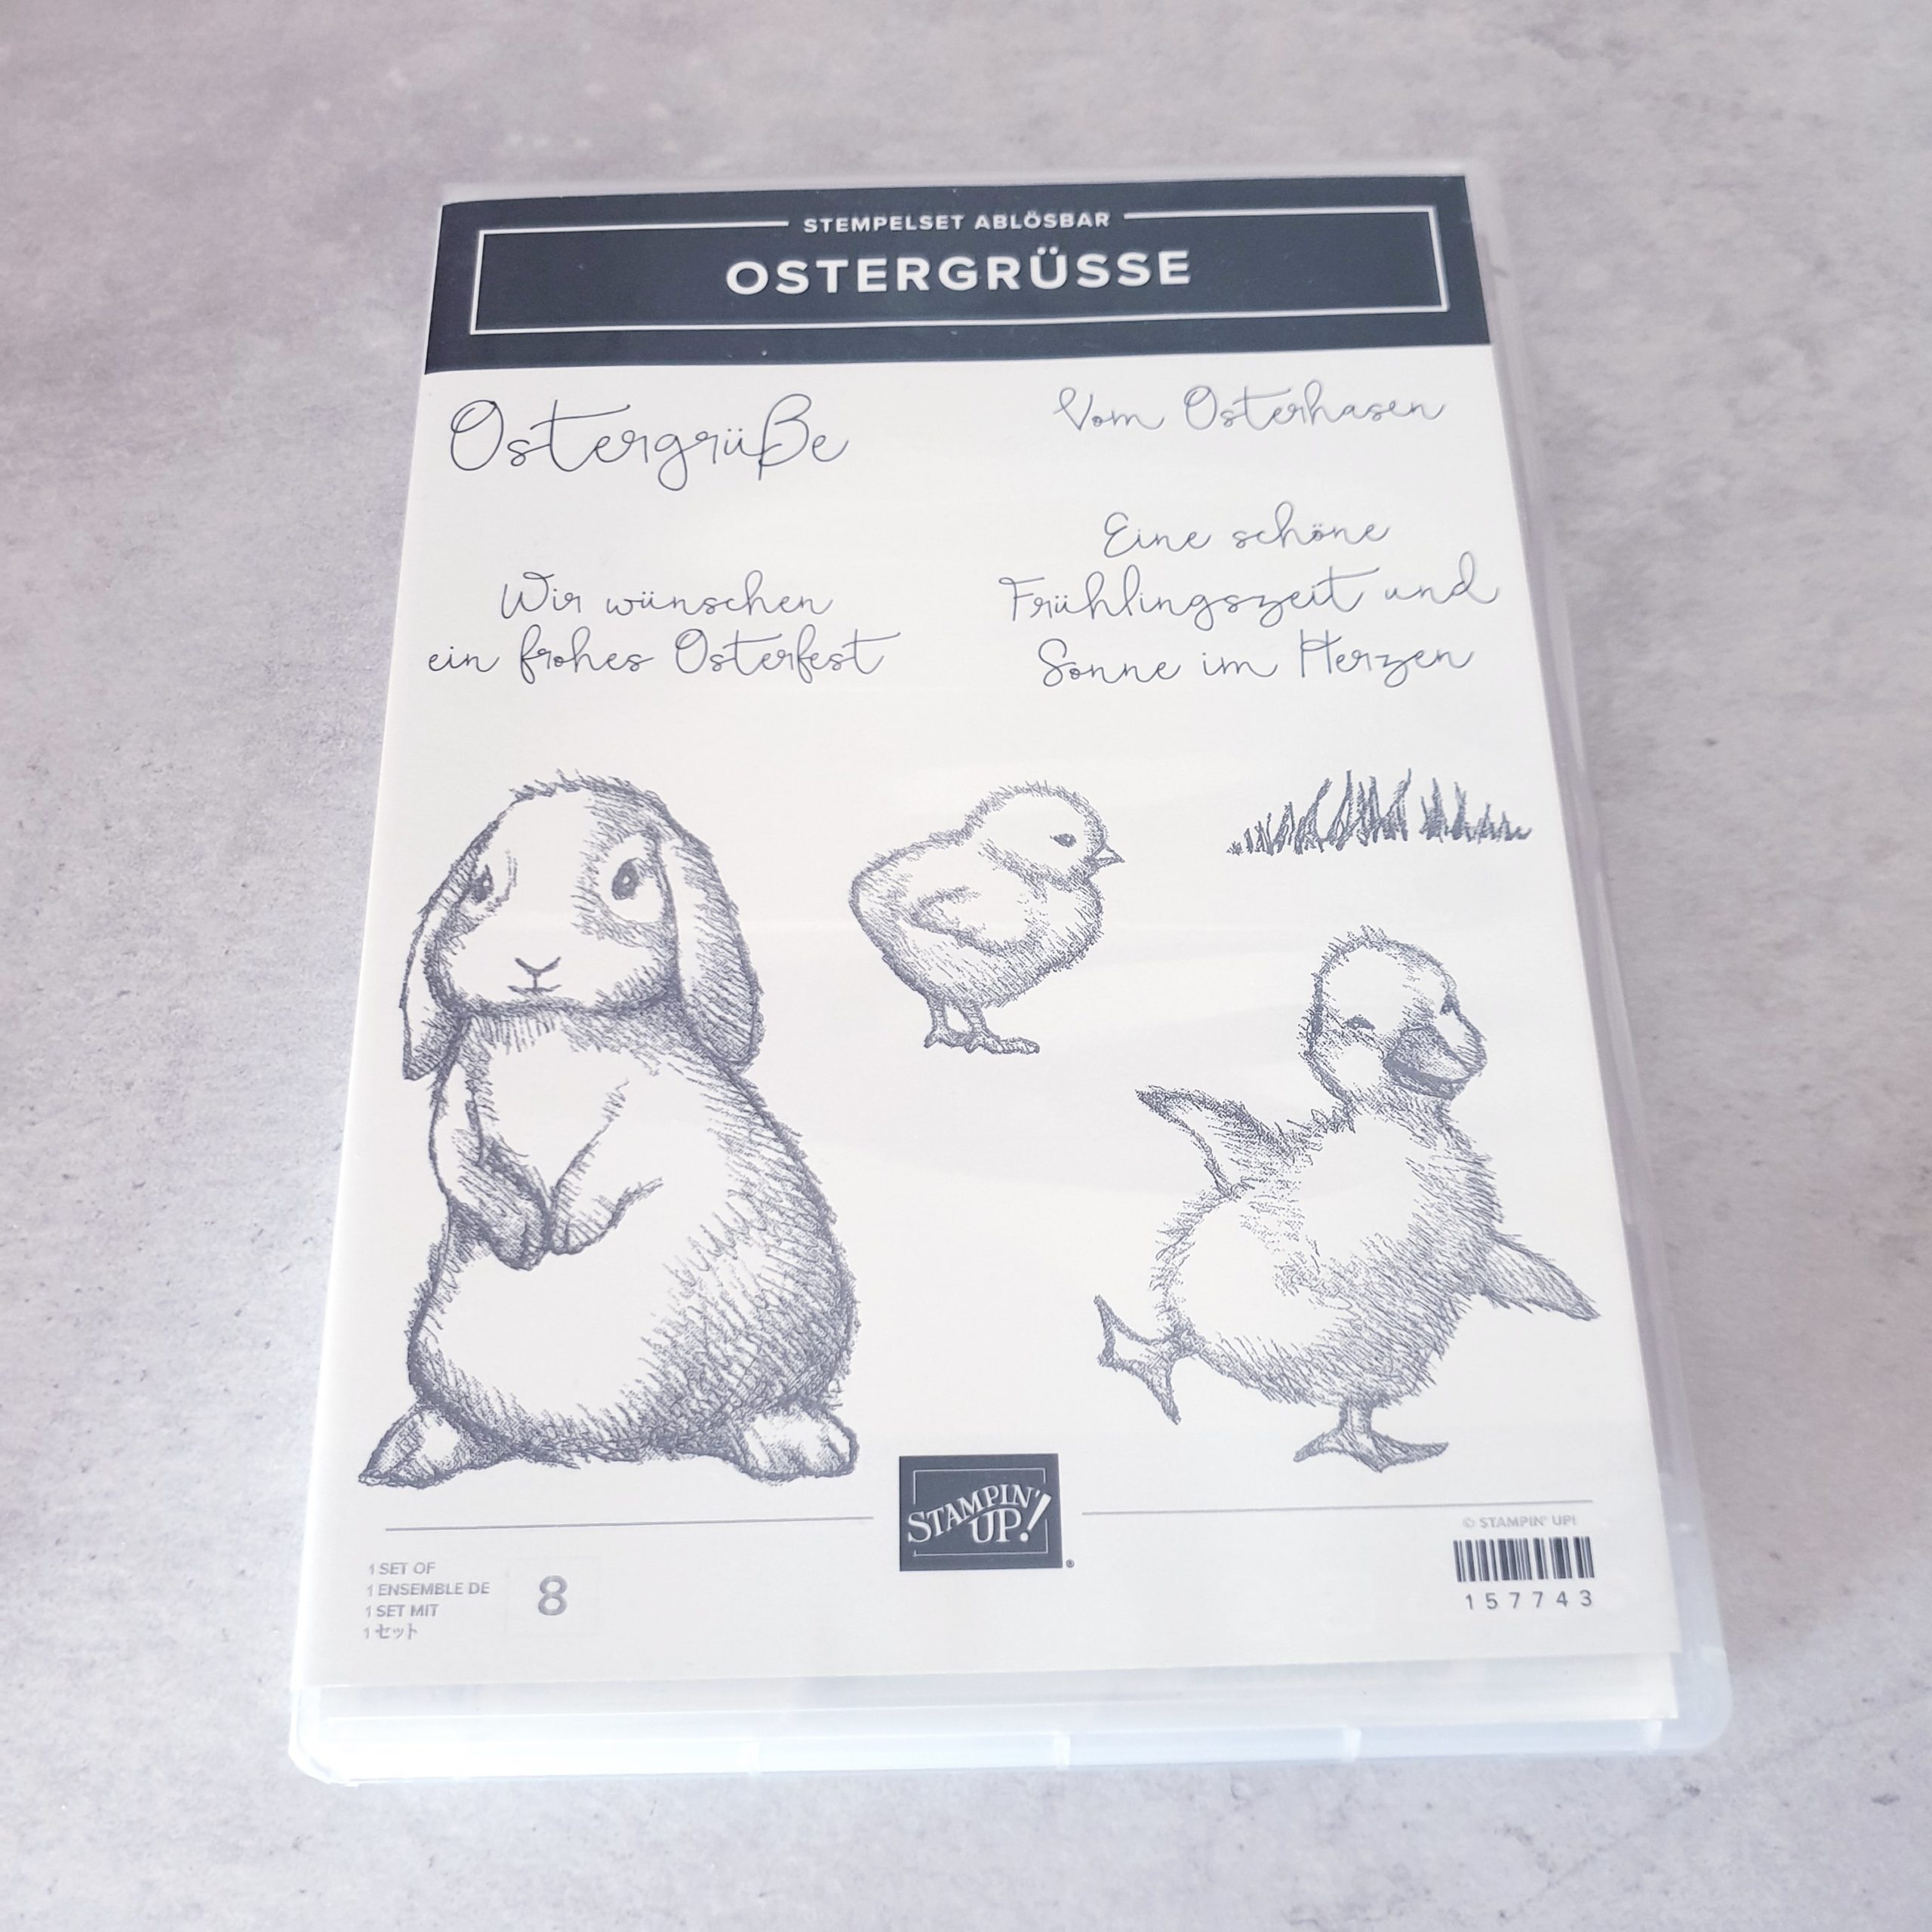 STEMPELSET ABLÖSBAR
OSTERGRÜSSE
Ostergrüße
Vom Osterhasen
Wir wünschen
ein frohes Osterfest
Eine schöne
Frühlingszeit und
Sonne im Herzen
STAMPIN'
UP!
®
© STAMPIN' UP!
157743
1 SET OF
1 ENSEMBLE DE
1 SET MIT
1 セット
8